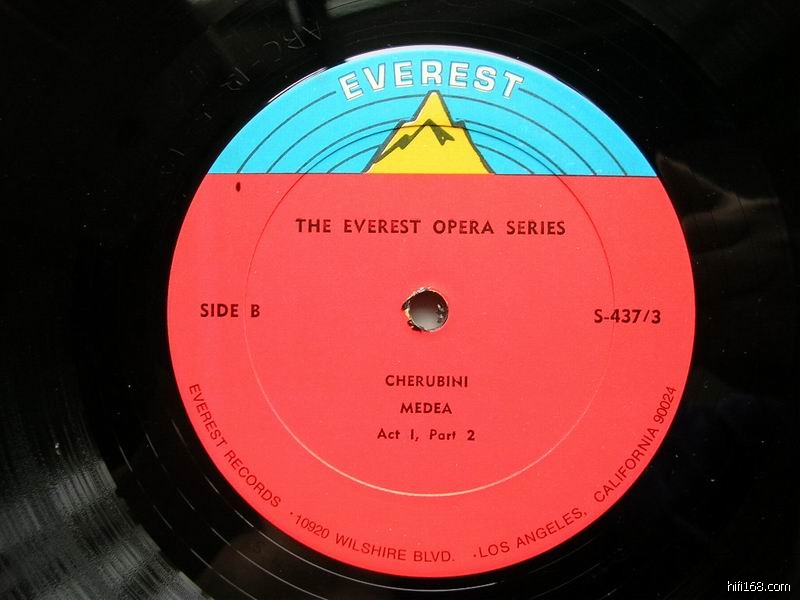 EVEREST
THE EVEREST OPERA SERIES
SIDE B
S-437/3
CHERUBINI
MEDEA
Act I, Part 2
EVEREST RECORDS · 10920 WILSHIRE BLVD. · LOS ANGELES, CALIFORNIA 90024
hifi168.com